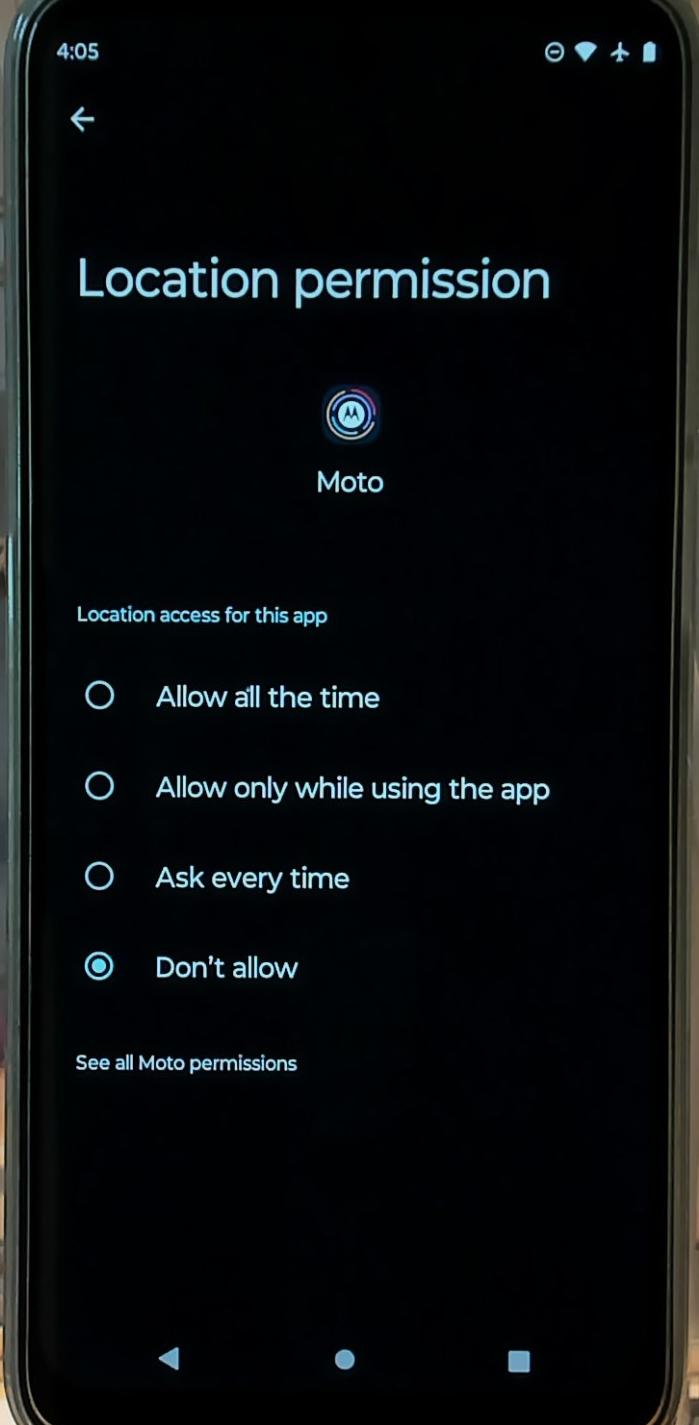 4:05
Location permission
Moto
Location access for this app
Allow all the time
Allow only while using the app
Ask every time
Don't allow
See all Moto permissions